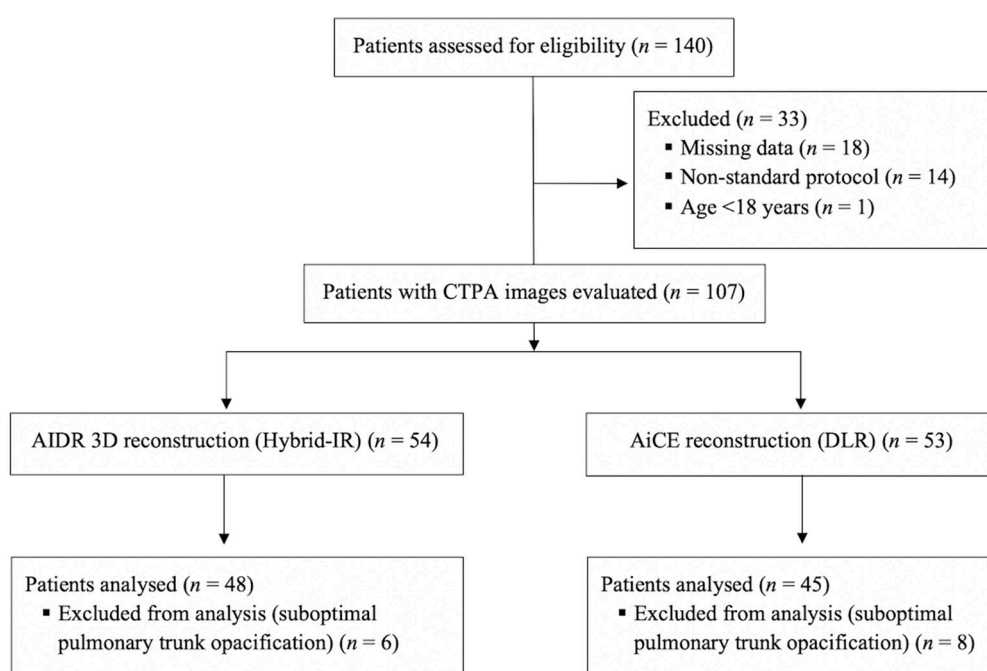 Patients assessed for eligibility (n = 140)
Excluded (n = 33)
▪ Missing data (n = 18)
▪ Non-standard protocol (n = 14)
▪ Age <18 years (n = 1)
Patients with CTPA images evaluated (n = 107)
AIDR 3D reconstruction (Hybrid-IR) (n = 54)
AiCE reconstruction (DLR) (n = 53)
Patients analysed (n = 48)
▪ Excluded from analysis (suboptimal
pulmonary trunk opacification) (n = 6)
Patients analysed (n = 45)
▪ Excluded from analysis (suboptimal
pulmonary trunk opacification) (n = 8)